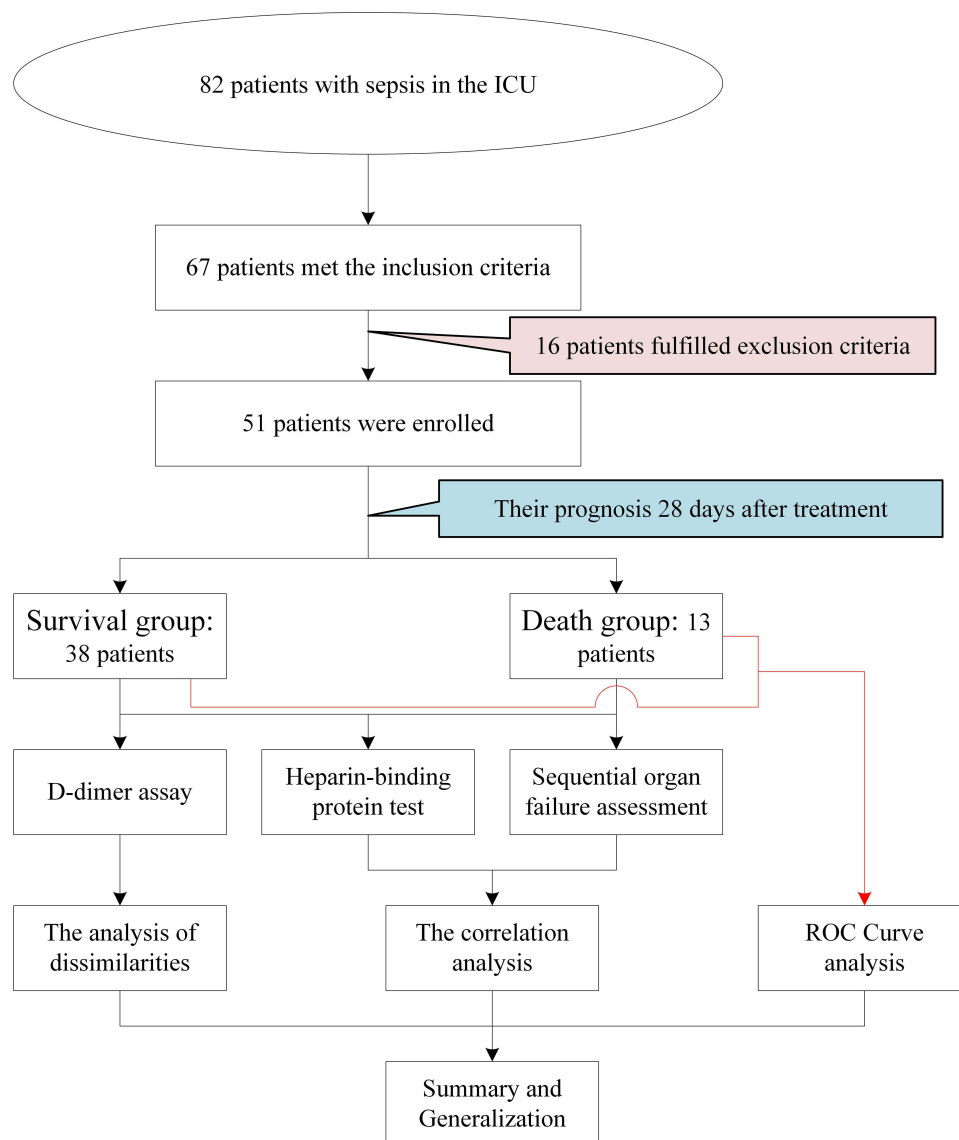 82 patients with sepsis in the ICU
67 patients met the inclusion criteria
16 patients fulfilled exclusion criteria
51 patients were enrolled
Their prognosis 28 days after treatment
Survival group:
38 patients
Death group: 13
patients
D-dimer assay
Heparin-binding
protein test
Sequential organ
failure assessment
The analysis of
dissimilarities
The correlation
analysis
ROC Curve
analysis
Summary and
Generalization